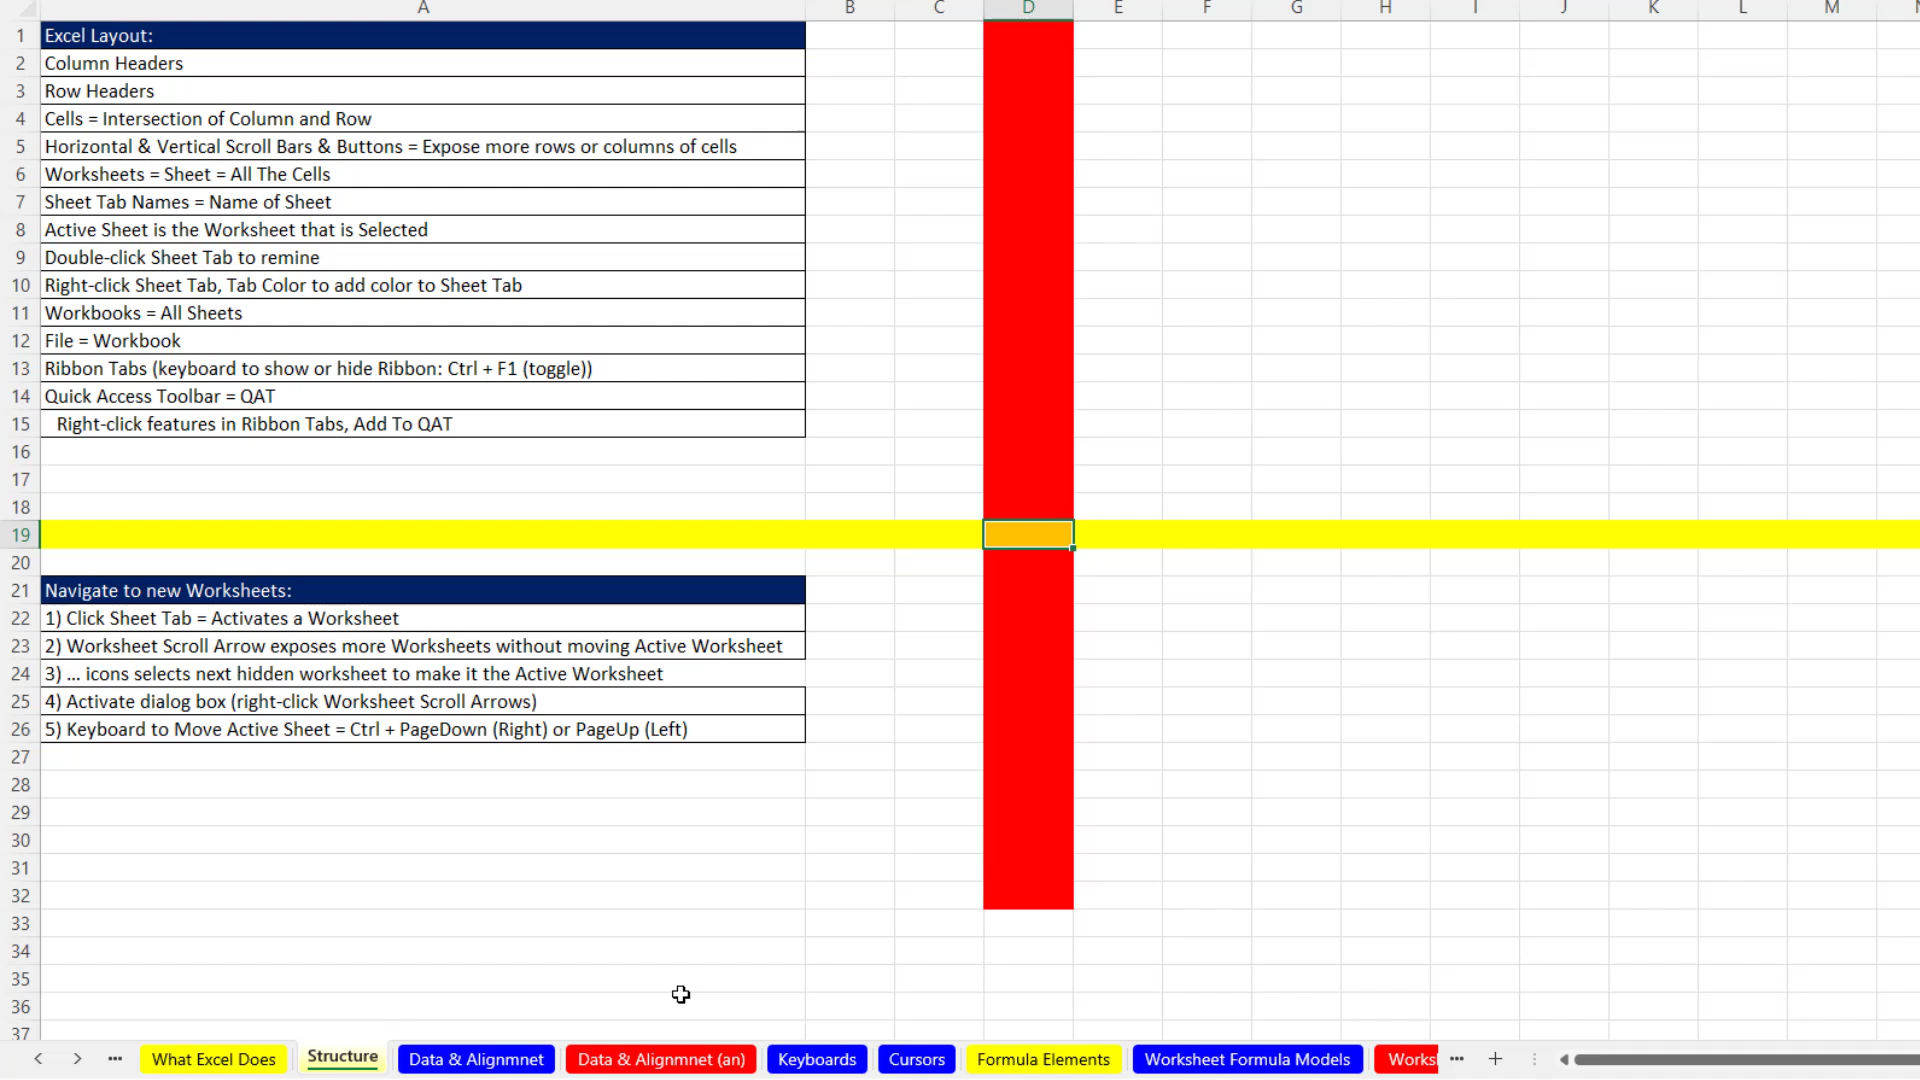 A B C D E F G H I J K L M
1 Excel Layout:
2 Column Headers
3 Row Headers
4 Cells = Intersection of Column and Row
5 Horizontal & Vertical Scroll Bars & Buttons = Expose more rows or columns of cells
6 Worksheets = Sheet = All The Cells
7 Sheet Tab Names = Name of Sheet
8 Active Sheet is the Worksheet that is Selected
9 Double-click Sheet Tab to remine
10 Right-click Sheet Tab, Tab Color to add color to Sheet Tab
11 Workbooks = All Sheets
12 File = Workbook
13 Ribbon Tabs (keyboard to show or hide Ribbon: Ctrl + F1 (toggle))
14 Quick Access Toolbar = QAT
15 Right-click features in Ribbon Tabs, Add To QAT
16
17
18
19
20
21 Navigate to new Worksheets:
22 1) Click Sheet Tab = Activates a Worksheet
23 2) Worksheet Scroll Arrow exposes more Worksheets without moving Active Worksheet
24 3) ... icons selects next hidden worksheet to make it the Active Worksheet
25 4) Activate dialog box (right-click Worksheet Scroll Arrows)
26 5) Keyboard to Move Active Sheet = Ctrl + PageDown (Right) or PageUp (Left)
27
28
29
30
31
32
33
34
35
36
37
What Excel Does Structure Data & Alignmnet Data & Alignmnet (an) Keyboards Cursors Formula Elements Worksheet Formula Models